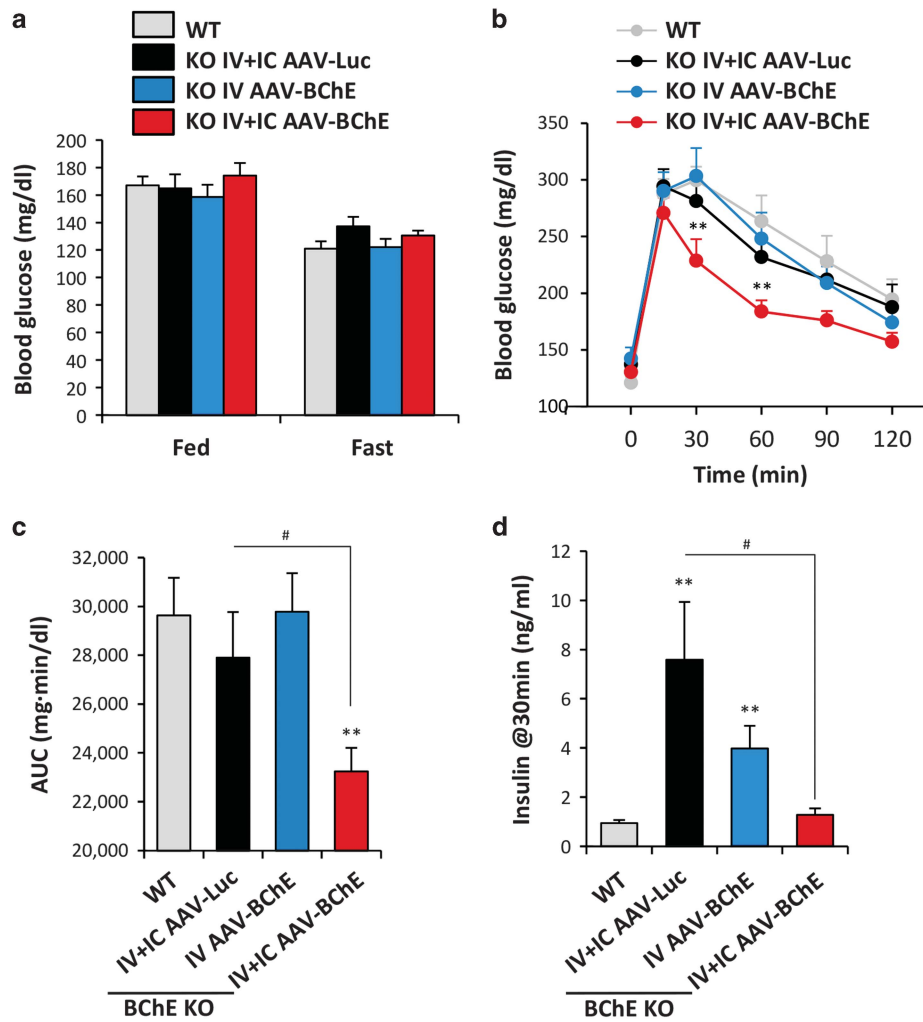 a
WT
KO IV+IC AAV-Luc
KO IV AAV-BChE
KO IV+IC AAV-BChE
Blood glucose (mg/dl)
200
180
160
140
120
100
80
60
40
20
0
Fed Fast
b
WT
KO IV+IC AAV-Luc
KO IV AAV-BChE
KO IV+IC AAV-BChE
Blood glucose (mg/dl)
350
300
250
200
150
100
**
**
0 30 60 90 120
Time (min)
c
#
AUC (mg·min/dl)
32,000
30,000
28,000
26,000
24,000
22,000
20,000
**
WT
IV+IC AAV-Luc
IV AAV-BChE
IV+IC AAV-BChE
BChE KO
d
#
Insulin @30min (ng/ml)
12
10
8
6
4
2
0
**
**
WT
IV+IC AAV-Luc
IV AAV-BChE
IV+IC AAV-BChE
BChE KO